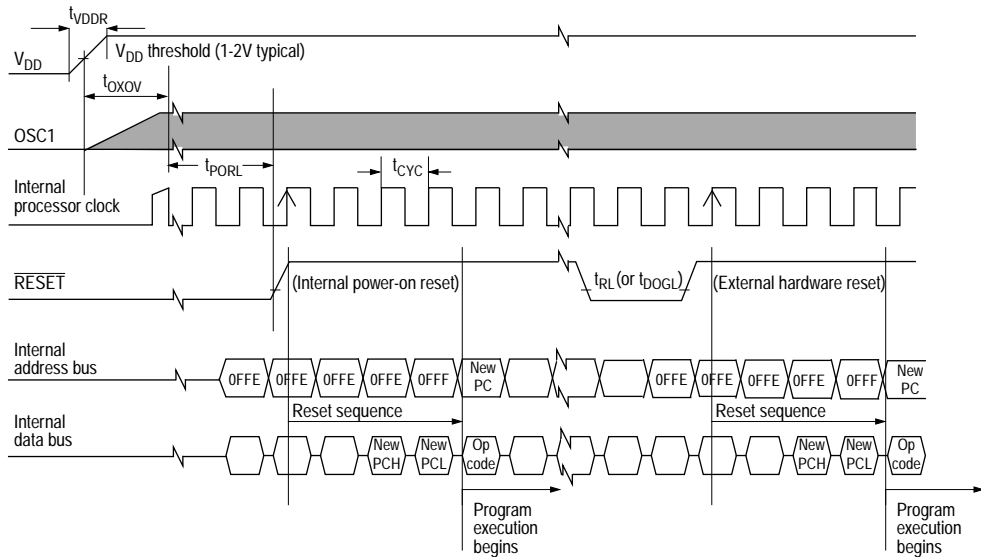 tVDDR
VDD
VDD threshold (1-2V typical)
tOXOV
OSC1
tPORL
tCYC
Internal
processor clock
RESET
(Internal power-on reset)
tRL (or tDOGL)
(External hardware reset)
Internal
address bus
0FFE 0FFE 0FFE 0FFE 0FFF New PC 0FFE 0FFE 0FFE 0FFE 0FFF New PC
Reset sequence
Reset sequence
Internal
data bus
New PCH New PCL Op code New PCH New PCL Op code
Program
execution
begins
Program
execution
begins